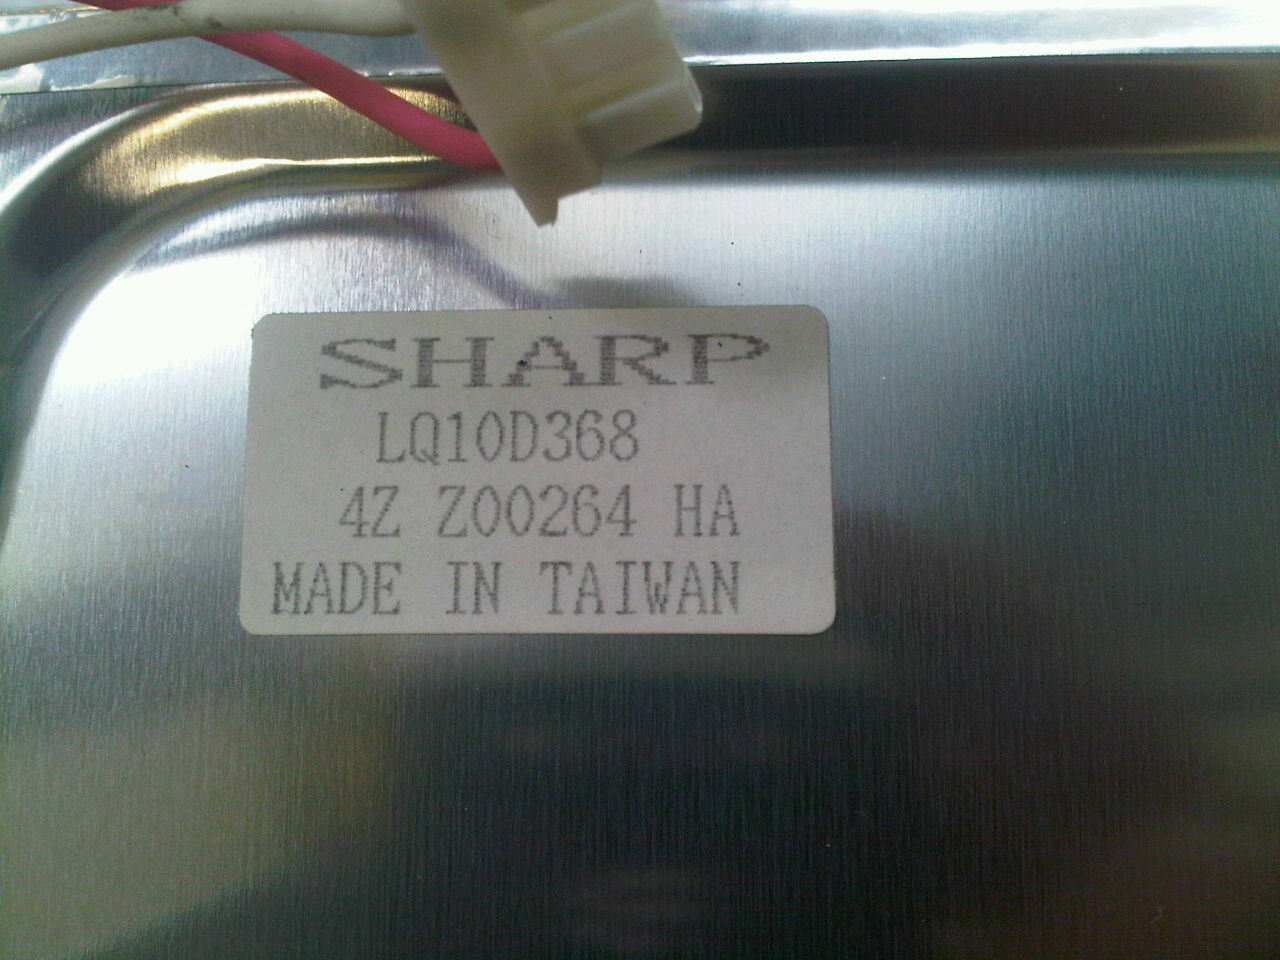 SHARP
LQ10D368
4Z Z00264 HA
MADE IN TAIWAN